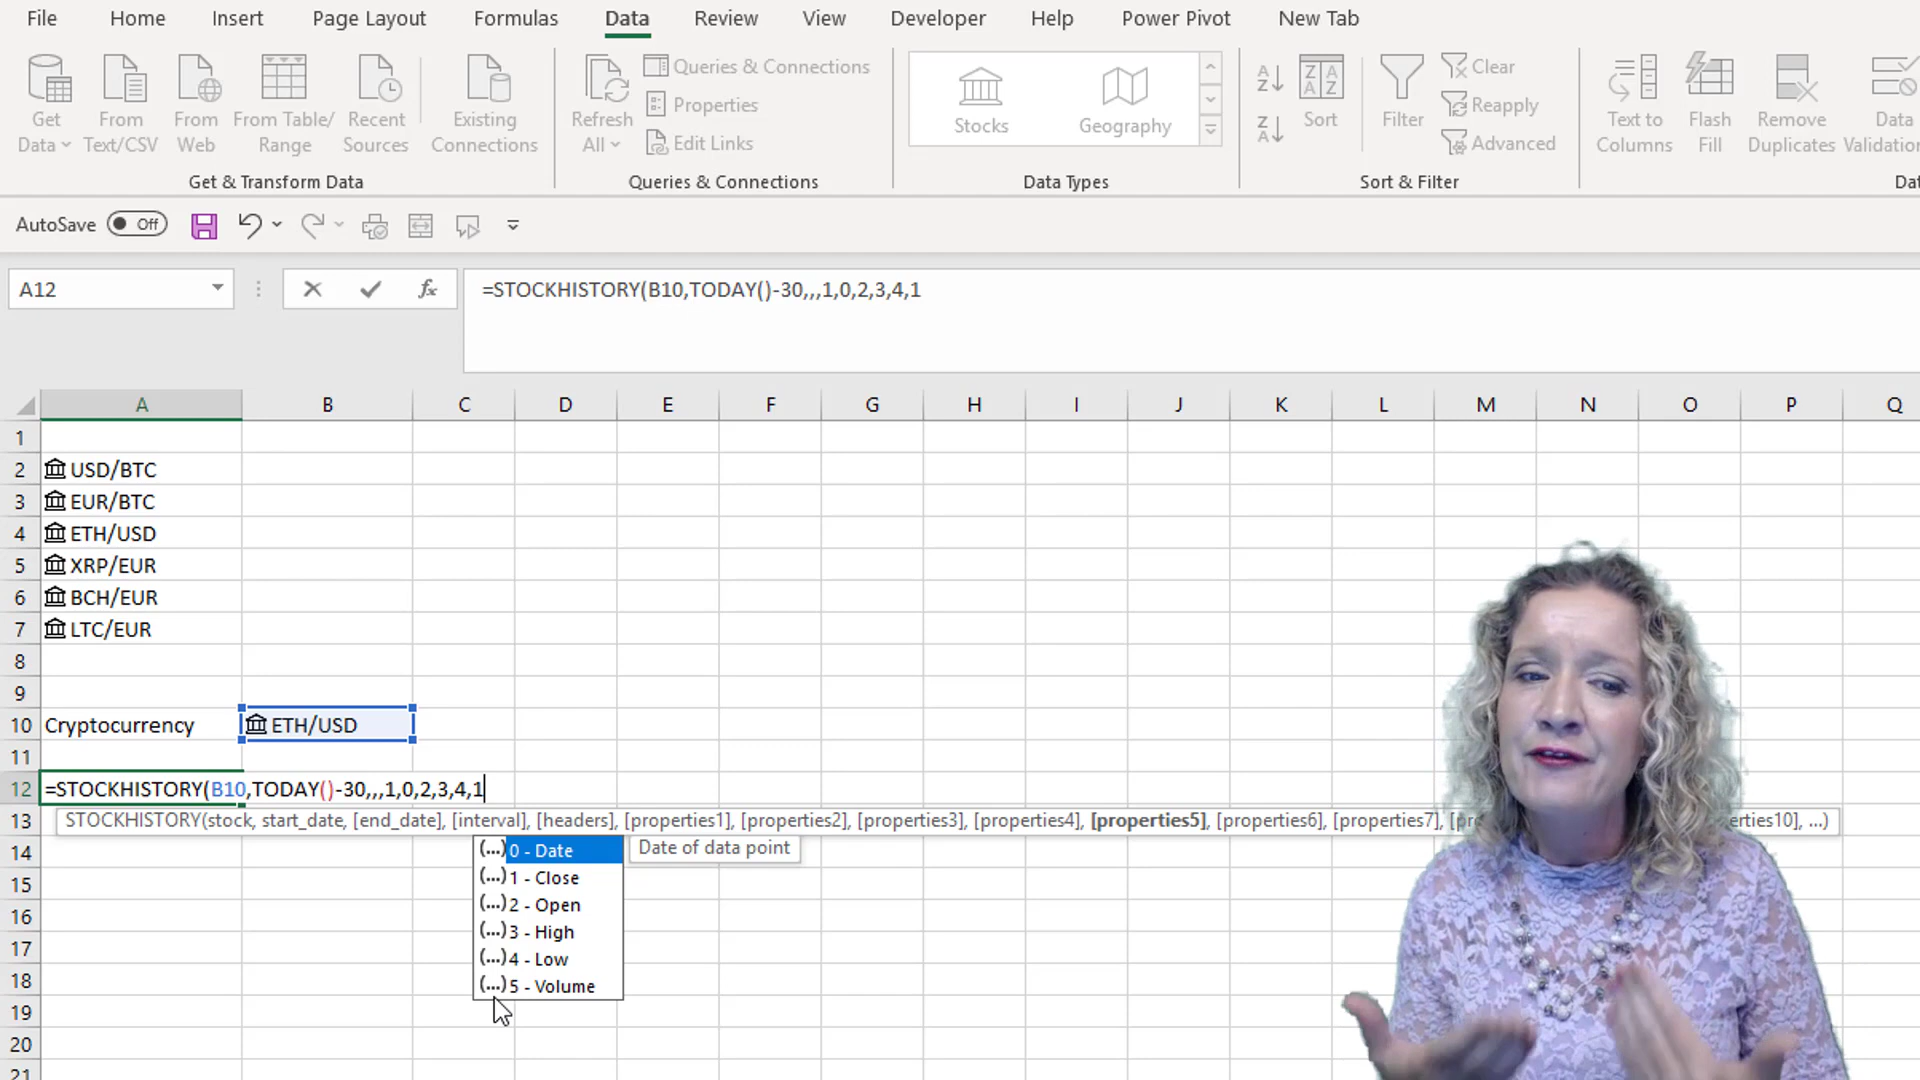 File Home Insert Page Layout Formulas Data Review View Developer Help Power Pivot New Tab
Get Data From Text/CSV From Web From Table/ Range Recent Sources Existing Connections
Refresh All Queries & Connections Properties Edit Links
Stocks Geography
Sort Filter Clear Reapply Advanced
Text to Columns Flash Fill Remove Duplicates Data Validation
Get & Transform Data Queries & Connections Data Types Sort & Filter Dat
AutoSave Off
A12 fx =STOCKHISTORY(B10,TODAY()-30,,,1,0,2,3,4,1
A B C D E F G H I J K L M N O P Q
1
2 USD/BTC
3 EUR/BTC
4 ETH/USD
5 XRP/EUR
6 BCH/EUR
7 LTC/EUR
8
9
10 Cryptocurrency ETH/USD
11
12 =STOCKHISTORY(B10,TODAY()-30,,,1,0,2,3,4,1
13 STOCKHISTORY(stock, start_date, [end_date], [interval], [headers], [properties1], [properties2], [properties3], [properties4], [properties5], [properties6], [properties7], [pr erties10], ...)
14 (...) 0 - Date Date of data point
15 (...) 1 - Close
16 (...) 2 - Open
17 (...) 3 - High
(...) 4 - Low
18 (...) 5 - Volume
19
20
21